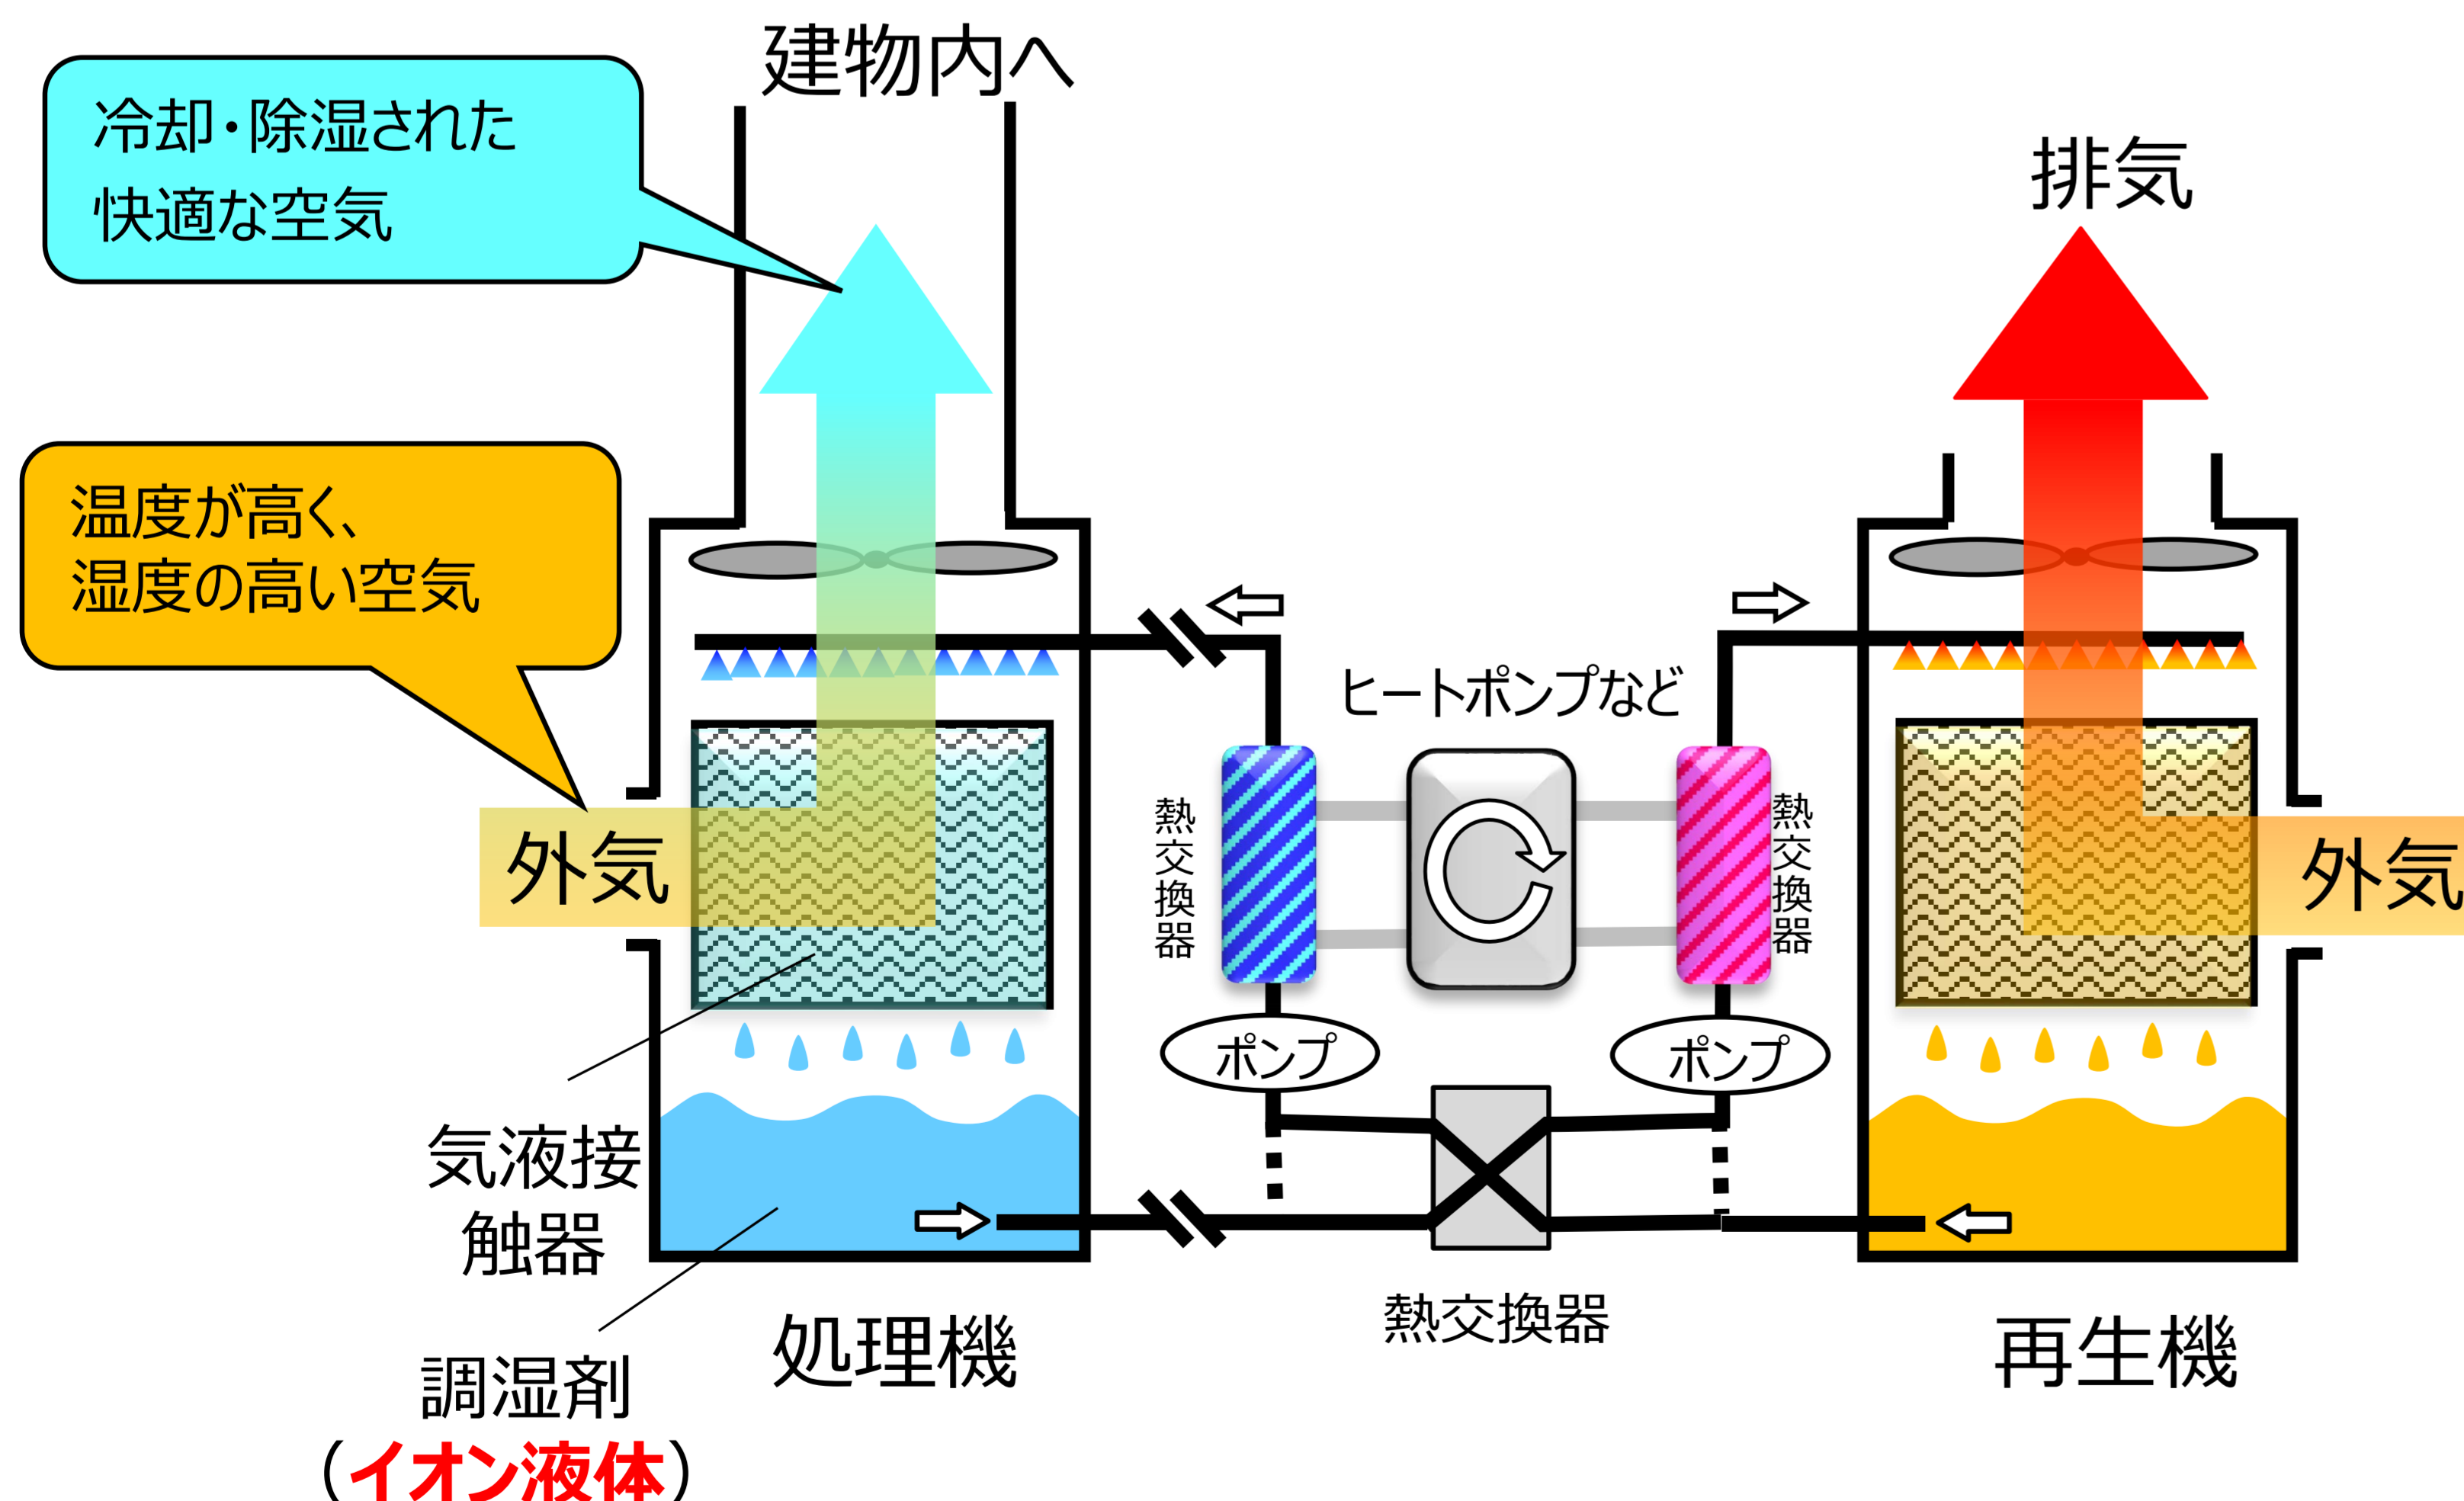 建物内へ
冷却・除湿された
快適な空気
排気
温度が高く、
湿度の高い空気
ヒートポンプなど
熱交換器
熱交換器
外気
外気
ポンプ
ポンプ
気液接
触器
熱交換器
処理機
再生機
調湿剤
（イオン液体）